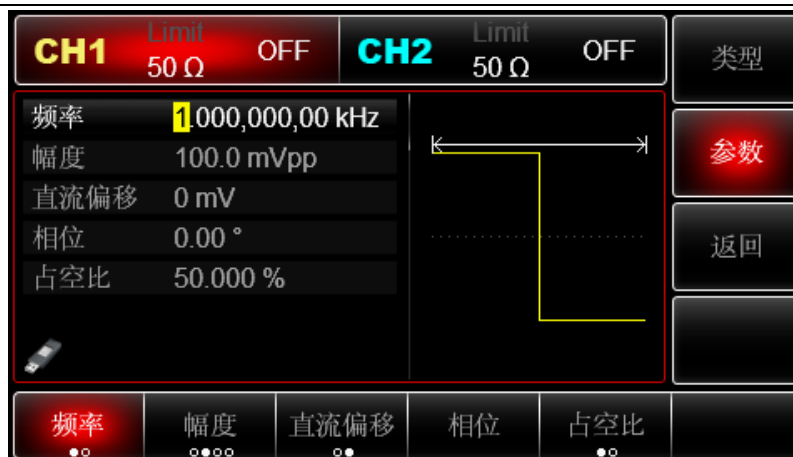 CH1 Limit 50 Ω OFF
CH2 Limit 50 Ω OFF
类型
频率 1.000,000,00 kHz
幅度 100.0 mVpp
直流偏移 0 mV
相位 0.00 °
占空比 50.000 %
参数
返回
频率 幅度 直流偏移 相位 占空比